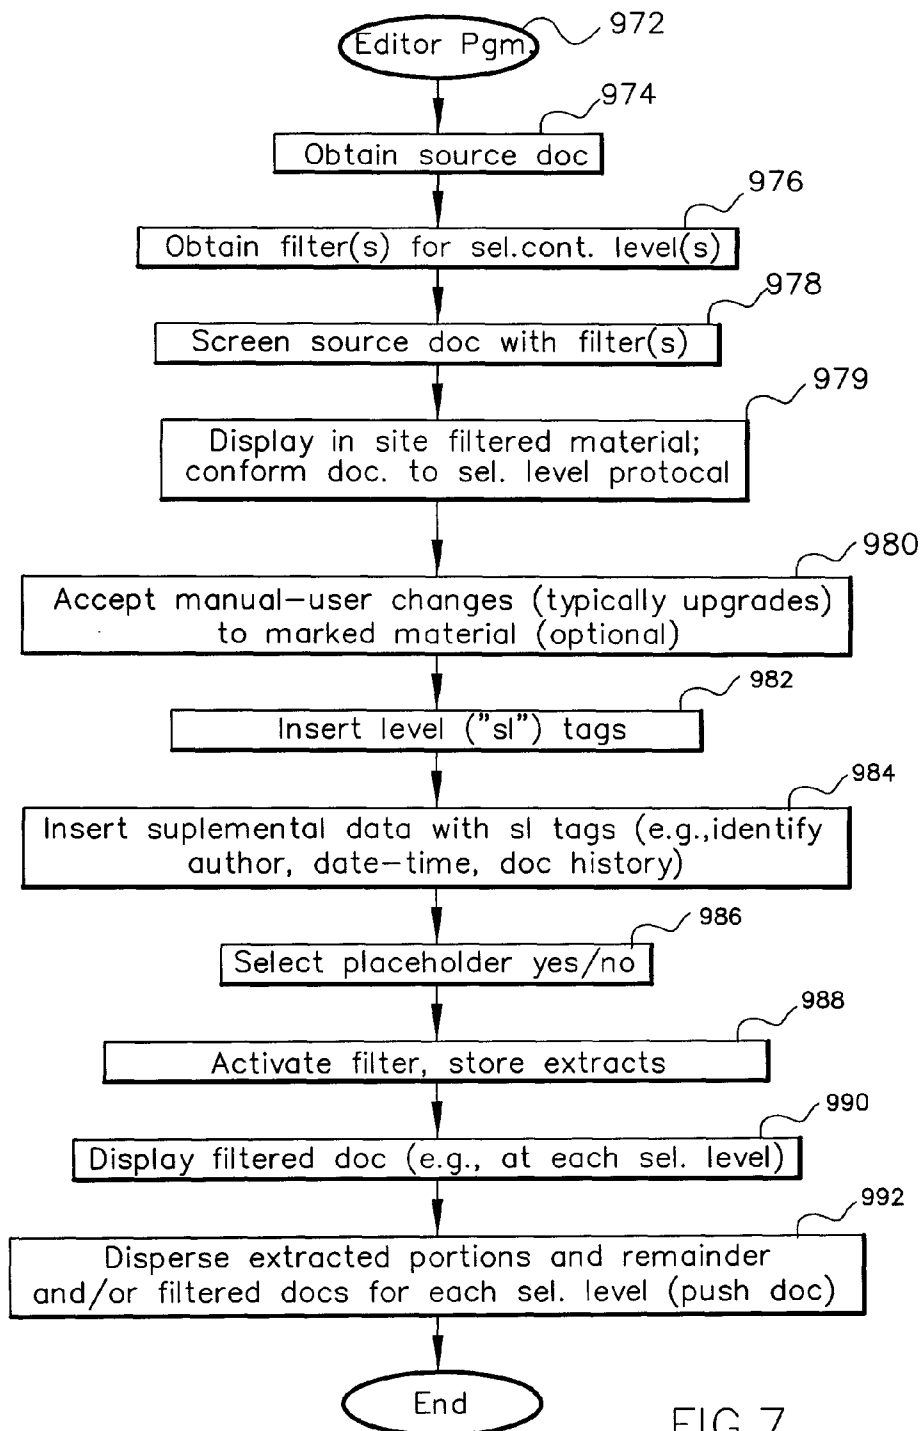 Editor Pgm.
972
974
Obtain source doc
976
Obtain filter(s) for sel.cont. level(s)
978
Screen source doc with filter(s)
979
Display in site filtered material;
conform doc. to sel. level protocal
980
Accept manual-user changes (typically upgrades)
to marked material (optional)
982
Insert level ("sl") tags
984
Insert suplemental data with sl tags (e.g.,identify
author, date-time, doc history)
986
Select placeholder yes/no
988
Activate filter, store extracts
990
Display filtered doc (e.g., at each sel. level)
992
Disperse extracted portions and remainder
and/or filtered docs for each sel. level (push doc)
End
FIG 7